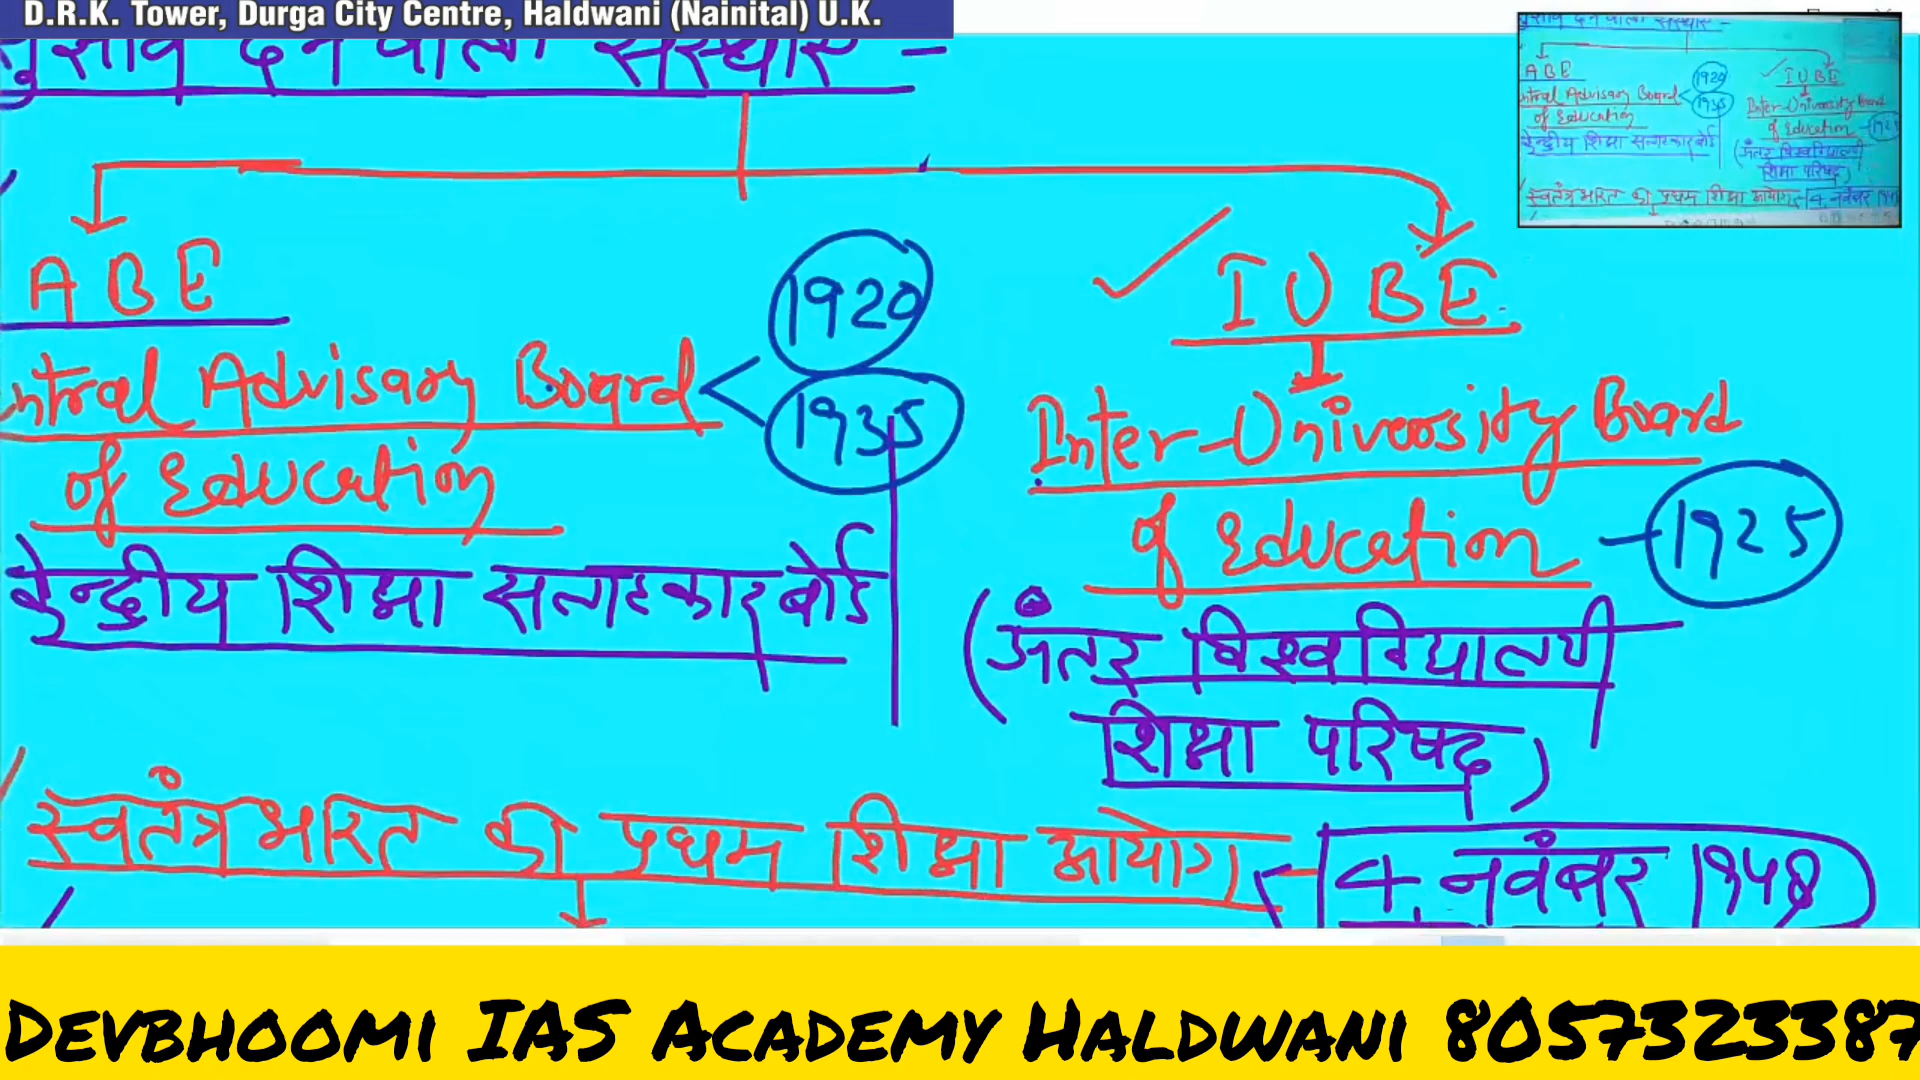 D.R.K. Tower, Durga City Centre, Haldwani (Nainital) U.K.
सुझाव देने वाली संस्थाएं -
ABE
ntral Advisary Board
1920
1935
of Education
केन्द्रीय शिक्षा सलाहकार बोर्ड
IUBE
Inter-University Board
of Education - 1925
(अंतर विश्वविद्यालयी
शिक्षा परिषद)
स्वतंत्र भारत का प्रथम शिक्षा आयोग - 4 नवंबर 1948
DEVBHOOMI IAS ACADEMY HALDWANI 8057323387